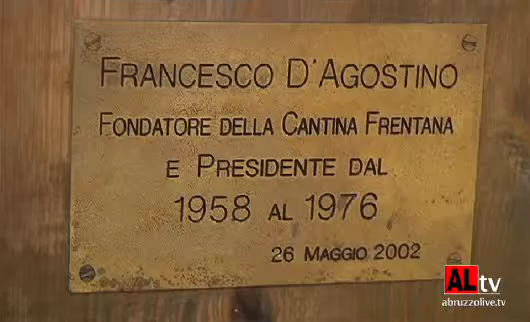 FRANCESCO D'AGOSTINO
FONDATORE DELLA CANTINA FRENTANA
E PRESIDENTE DAL
1958 AL 1976
26 MAGGIO 2002
ALtv
abruzzolive.tv